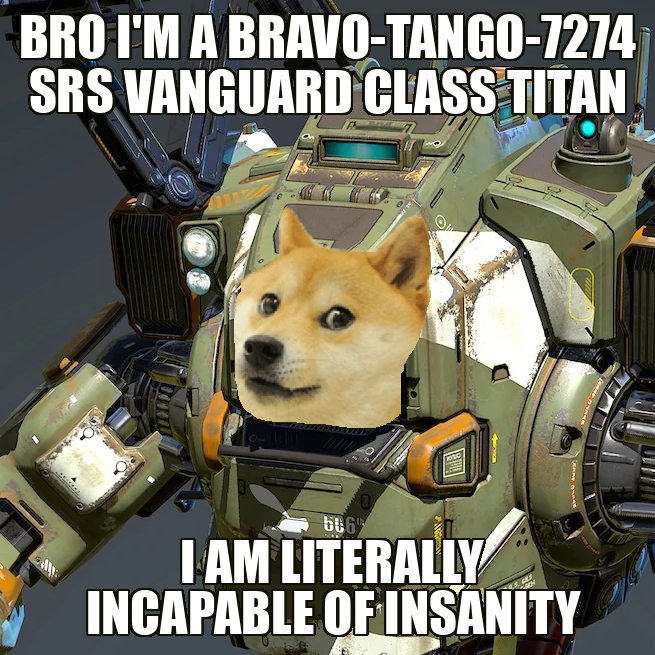 BRO I'M A BRAVO-TANGO-7274
SRS VANGUARD CLASS TITAN
I AM LITERALLY
INCAPABLE OF INSANITY